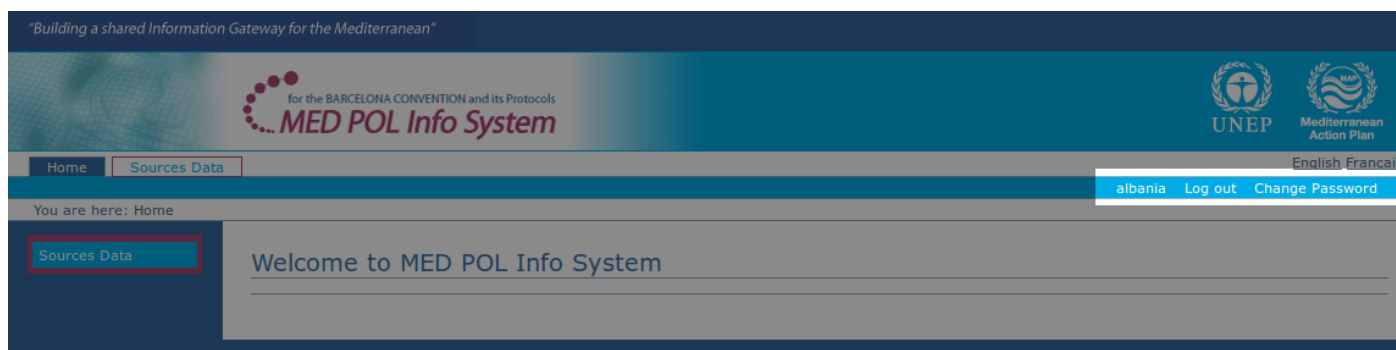 "Building a shared Information Gateway for the Mediterranean"
for the BARCELONA CONVENTION and its Protocols
MED POL Info System
UNEP
MAP
Mediterranean
Action Plan
Home Sources Data
English Françai
albania Log out Change Password
You are here: Home
Sources Data
Welcome to MED POL Info System